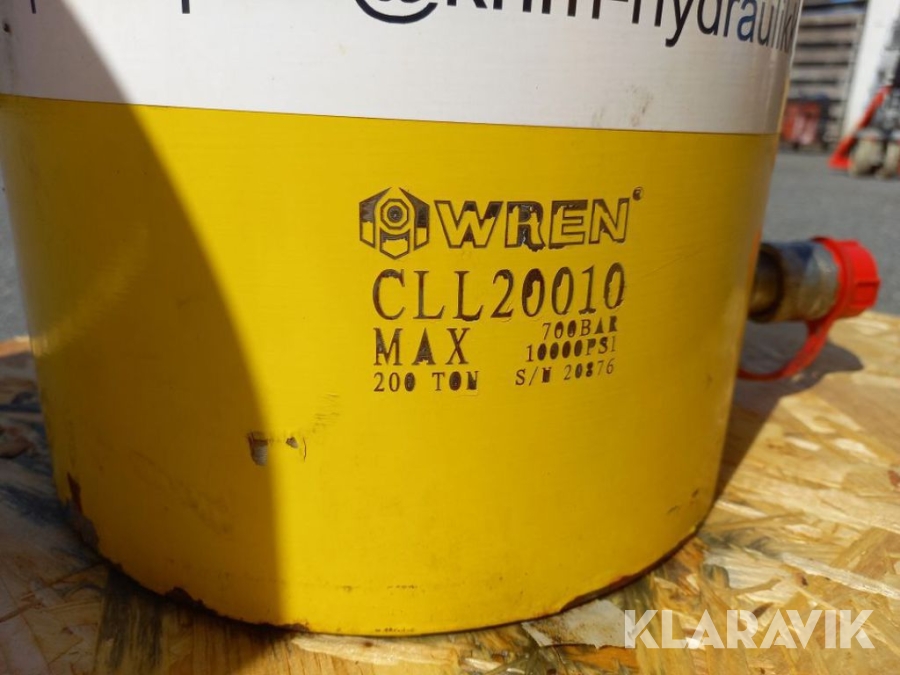 WREN®
CLL20010
MAX 700BAR
10000PSI
200 TON S/N 20876
KLARAVIK